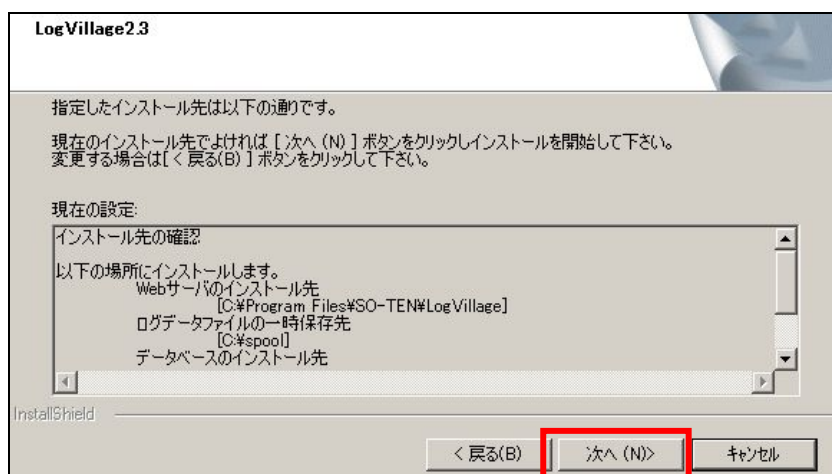 LogVillage2.3
指定したインストール先は以下の通りです。
現在のインストール先でよければ [ 次へ (N) ] ボタンをクリックしインストールを開始して下さい。
変更する場合は[ < 戻る(B) ] ボタンをクリックして下さい。
現在の設定:
インストール先の確認
以下の場所にインストールします。
Webサーバのインストール先
[C:¥Program Files¥SO-TEN¥LogVillage]
ログデータファイルの一時保存先
[C:¥spool]
データベースのインストール先
InstallShield
< 戻る(B)
次へ (N)>
キャンセル